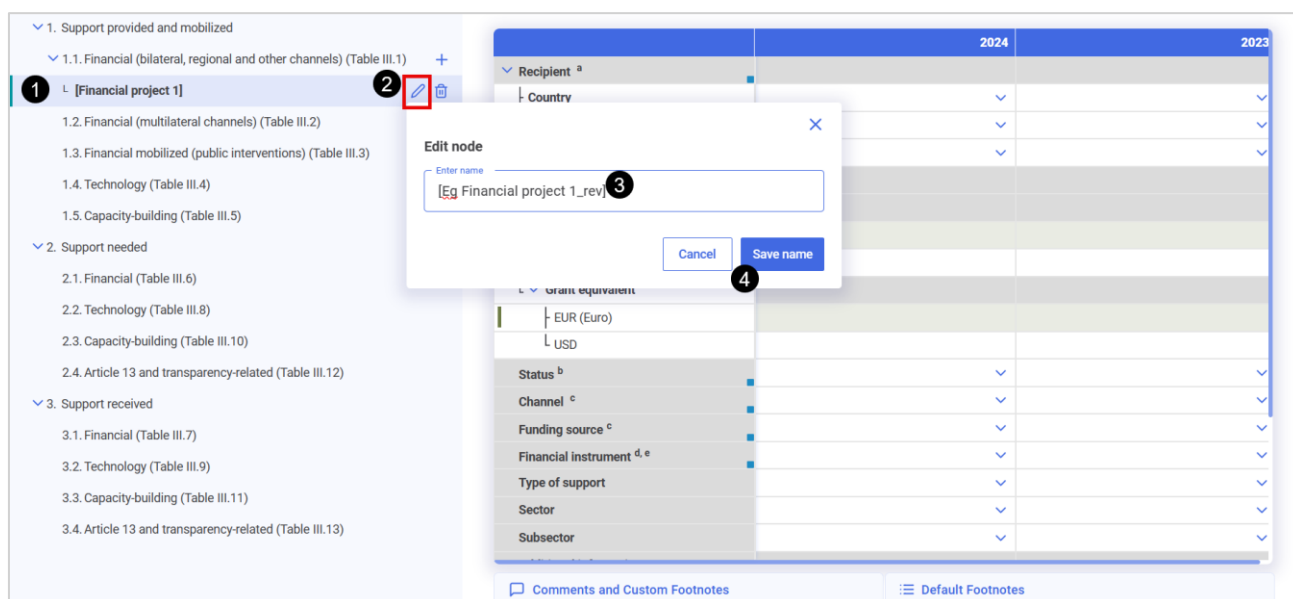 1. Support provided and mobilized
1.1. Financial (bilateral, regional and other channels) (Table III.1)
1
[Financial project 1]
2
1.2. Financial (multilateral channels) (Table III.2)
1.3. Financial mobilized (public interventions) (Table III.3)
1.4. Technology (Table III.4)
1.5. Capacity-building (Table III.5)
2. Support needed
2.1. Financial (Table III.6)
2.2. Technology (Table III.8)
2.3. Capacity-building (Table III.10)
2.4. Article 13 and transparency-related (Table III.12)
3. Support received
3.1. Financial (Table III.7)
3.2. Technology (Table III.9)
3.3. Capacity-building (Table III.11)
3.4. Article 13 and transparency-related (Table III.13)
2024 2023
Recipient a
Country
Edit node
Enter name
[Eg Financial project 1_rev]
3
Cancel Save name
4
Grant equivalent
EUR (Euro)
USD
Status b
Channel c
Funding source c
Financial instrument d, e
Type of support
Sector
Subsector
Comments and Custom Footnotes Default Footnotes